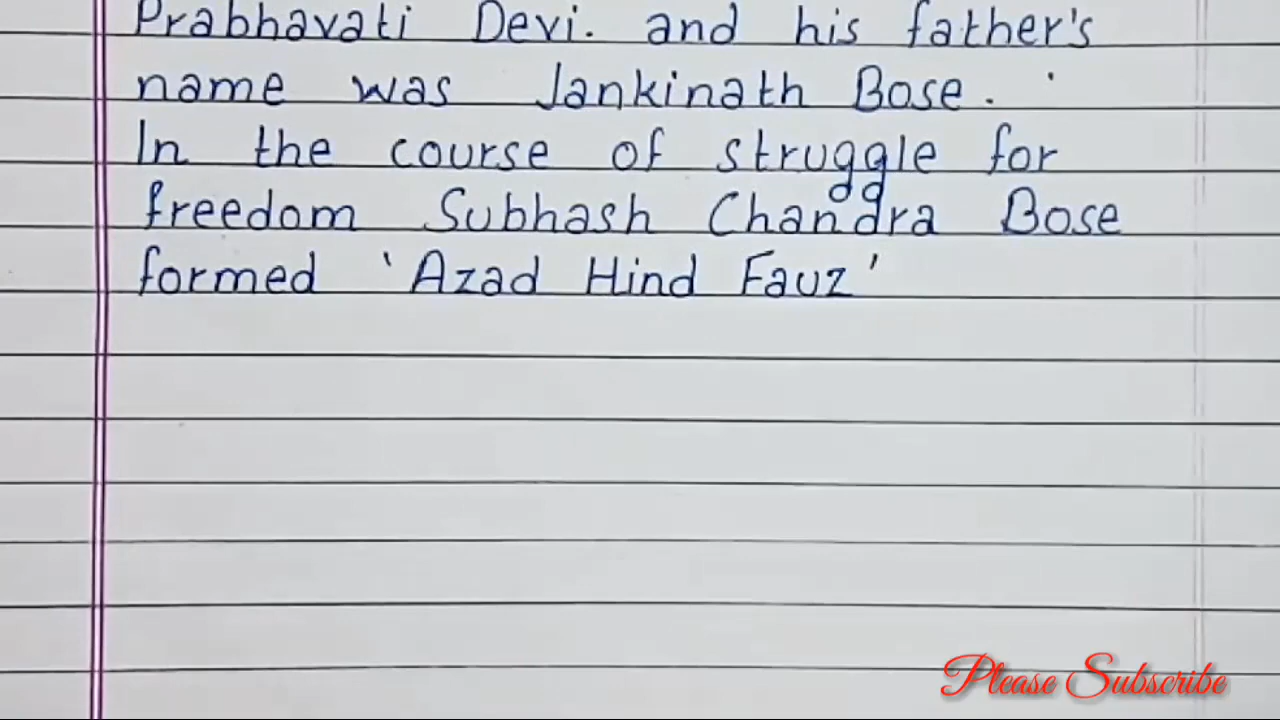 Prabhavati Devi. and his father's
name was Jankinath Bose.
In the course of struggle for
freedom Subhash Chandra Bose
formed 'Azad Hind Fauz'
Please Subscribe